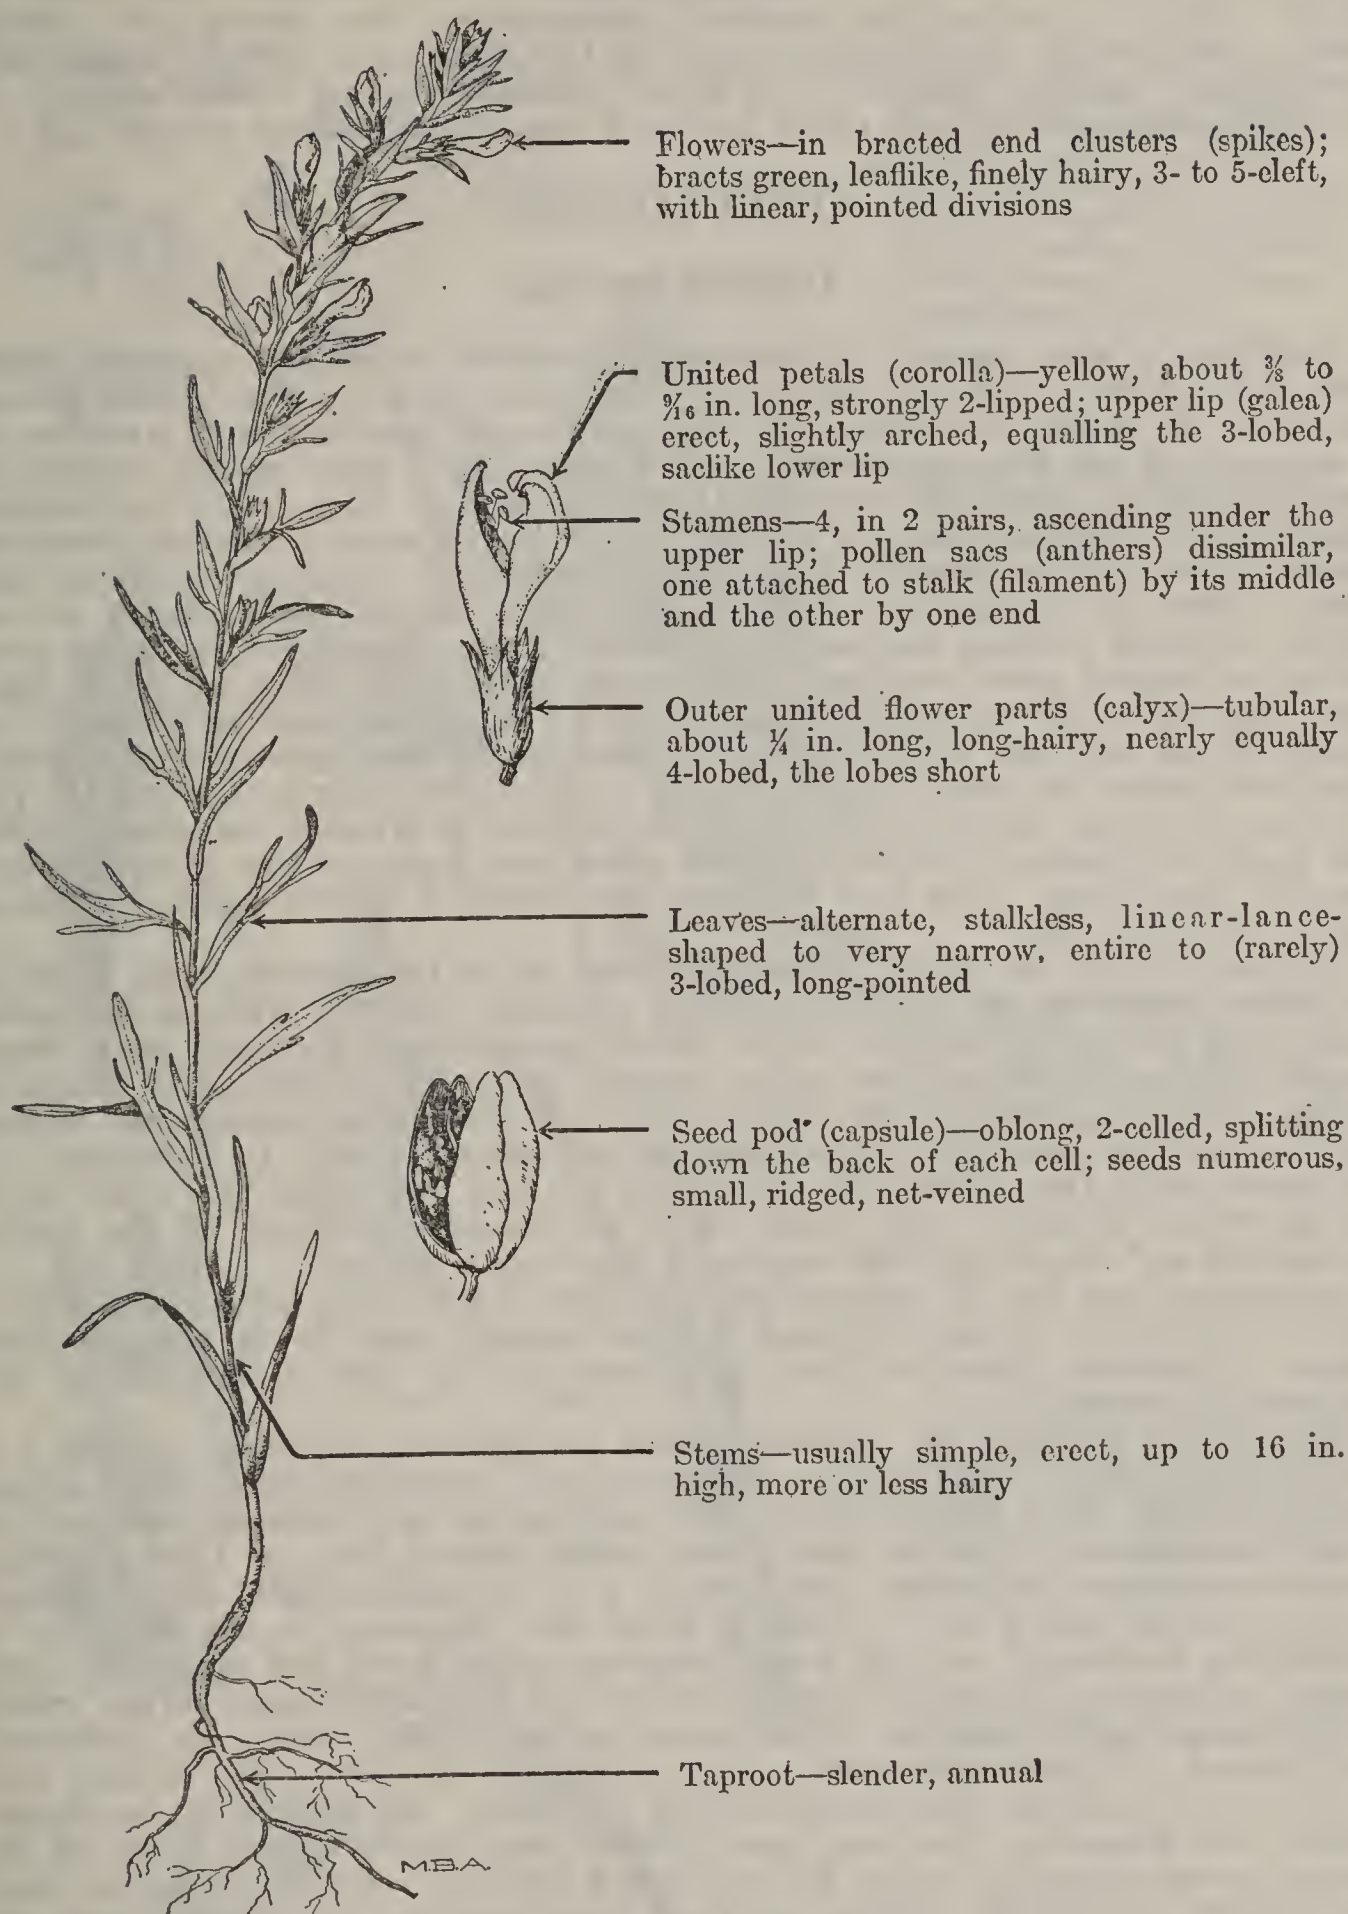 Flowers—in bracted end clusters (spikes);
bracts green, leaflike, finely hairy, 3- to 5-cleft,
with linear, pointed divisions
United petals (corolla)—yellow, about ⅜ to
9/16 in. long, strongly 2-lipped; upper lip (galea)
erect, slightly arched, equalling the 3-lobed,
saclike lower lip
Stamens—4, in 2 pairs, ascending under the
upper lip; pollen sacs (anthers) dissimilar,
one attached to stalk (filament) by its middle
and the other by one end
Outer united flower parts (calyx)—tubular,
about ¼ in. long, long-hairy, nearly equally
4-lobed, the lobes short
Leaves—alternate, stalkless, linear-lance-
shaped to very narrow, entire to (rarely)
3-lobed, long-pointed
Seed pod (capsule)—oblong, 2-celled, splitting
down the back of each cell; seeds numerous,
small, ridged, net-veined
Stems—usually simple, erect, up to 16 in.
high, more or less hairy
Taproot—slender, annual
M.B.A.